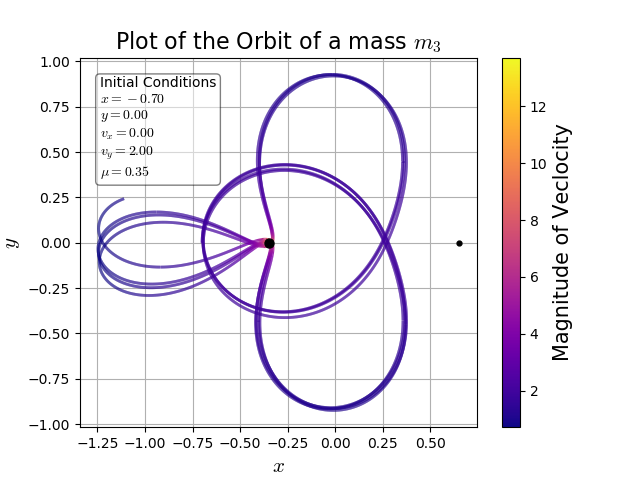 Plot of the Orbit of a mass m₃
Initial Conditions
x = −0.70
y = 0.00
vₓ = 0.00
v_y = 2.00
μ = 0.35
1.00
0.75
0.50
0.25
0.00
−0.25
−0.50
−0.75
−1.00
y
−1.25 −1.00 −0.75 −0.50 −0.25 0.00 0.25 0.50
x
12
10
8
6
4
2
Magnitude of Veclocity